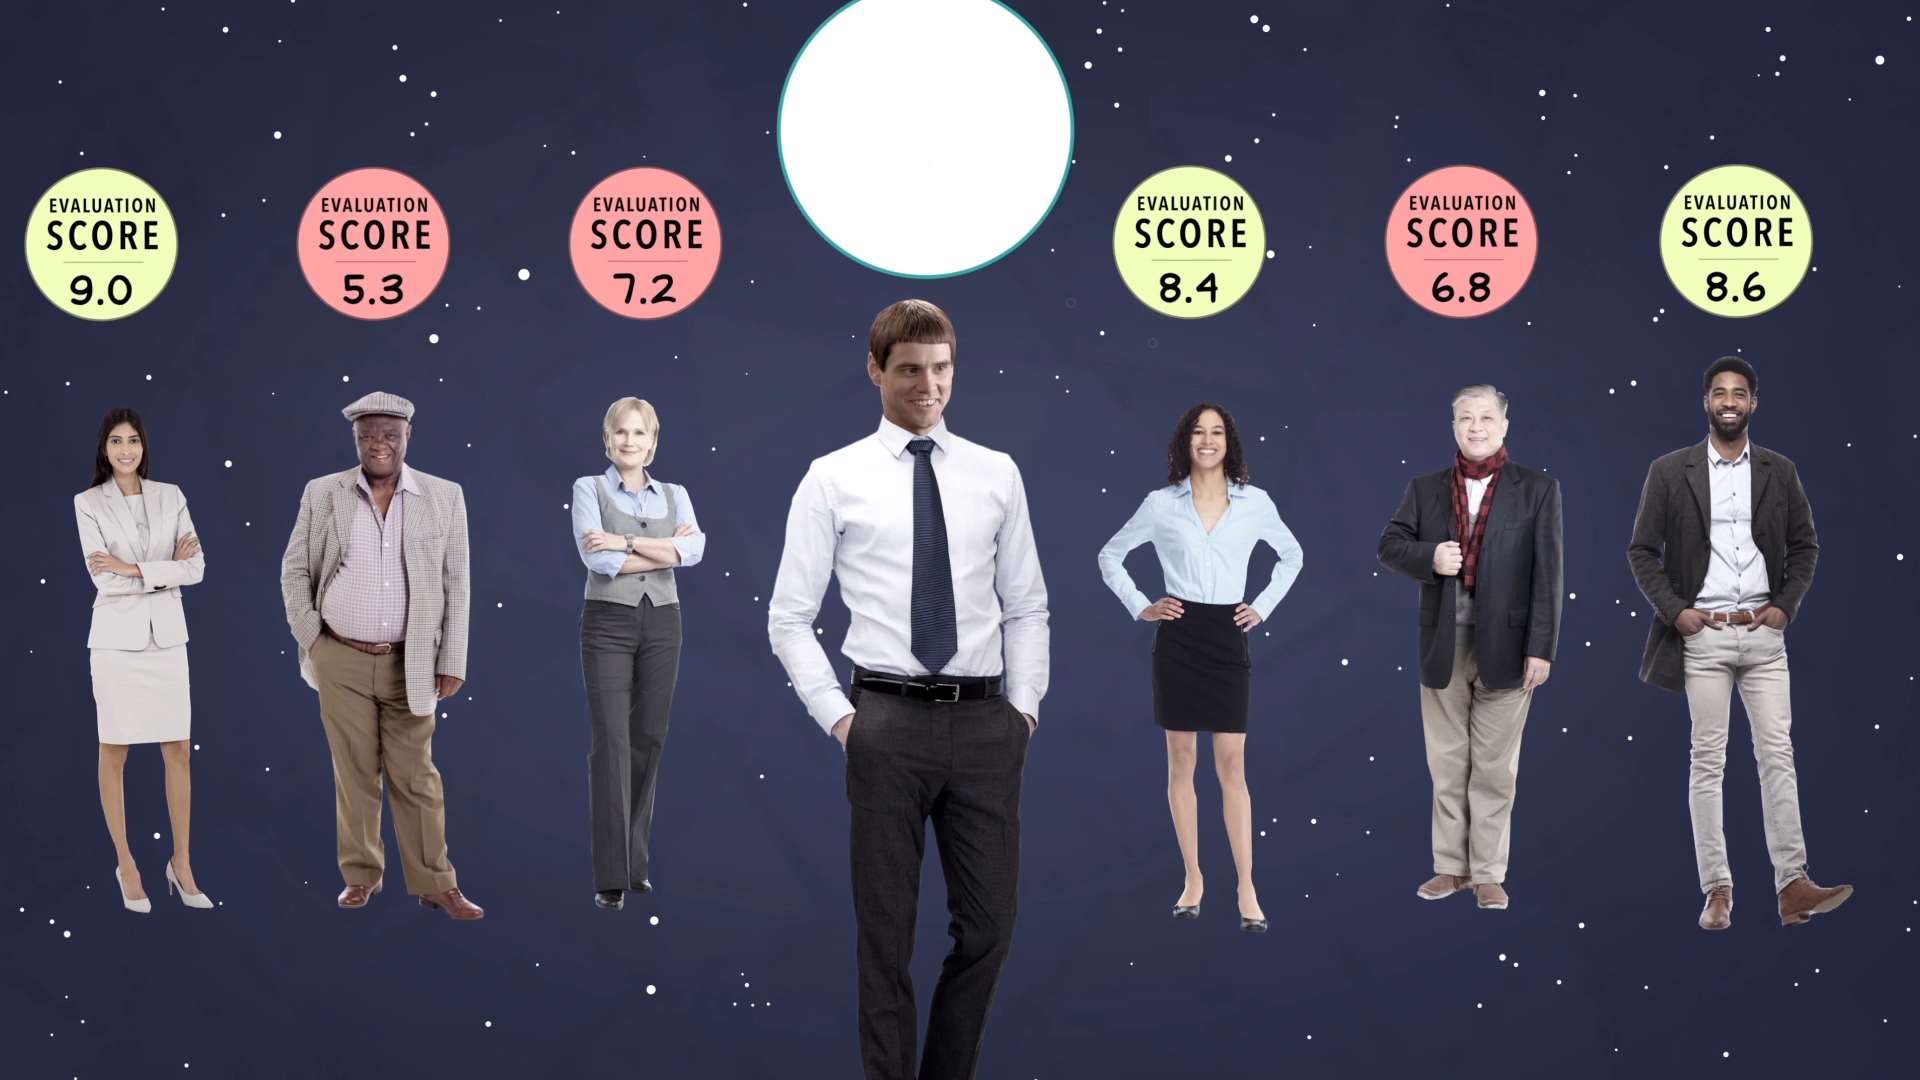 EVALUATION
SCORE
9.0
EVALUATION
SCORE
5.3
EVALUATION
SCORE
7.2
EVALUATION
SCORE
8.4
EVALUATION
SCORE
6.8
EVALUATION
SCORE
8.6